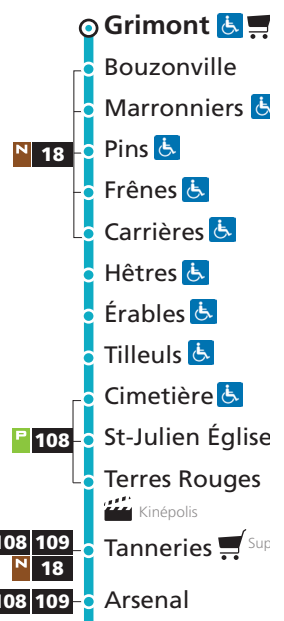 Grimont
Bouzonville
Marronniers
N 18 Pins
Frênes
Carrières
Hêtres
Érables
Tilleuls
Cimetière
P 108 St-Julien Église
Terres Rouges
Kinépolis
108 109
N 18
Tanneries Sup
108 109 Arsenal